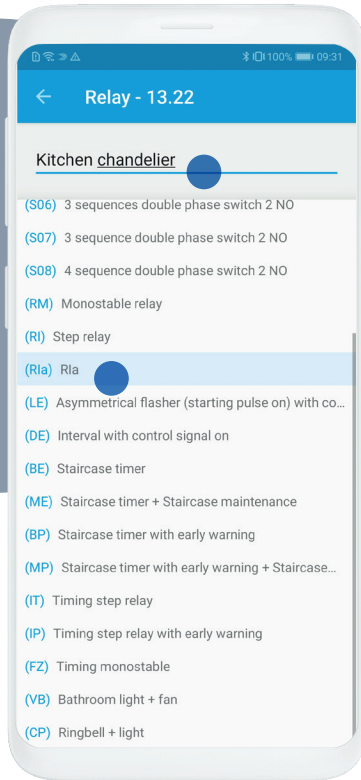 100% 09:31
Relay - 13.22
Kitchen chandelier
(S06) 3 sequences double phase switch 2 NO
(S07) 3 sequence double phase switch 2 NO
(S08) 4 sequence double phase switch 2 NO
(RM) Monostable relay
(RI) Step relay
(RIa) RIa
(LE) Asymmetrical flasher (starting pulse on) with co...
(DE) Interval with control signal on
(BE) Staircase timer
(ME) Staircase timer + Staircase maintenance
(BP) Staircase timer with early warning
(MP) Staircase timer with early warning + Staircase...
(IT) Timing step relay
(IP) Timing step relay with early warning
(FZ) Timing monostable
(VB) Bathroom light + fan
(CP) Ringbell + light